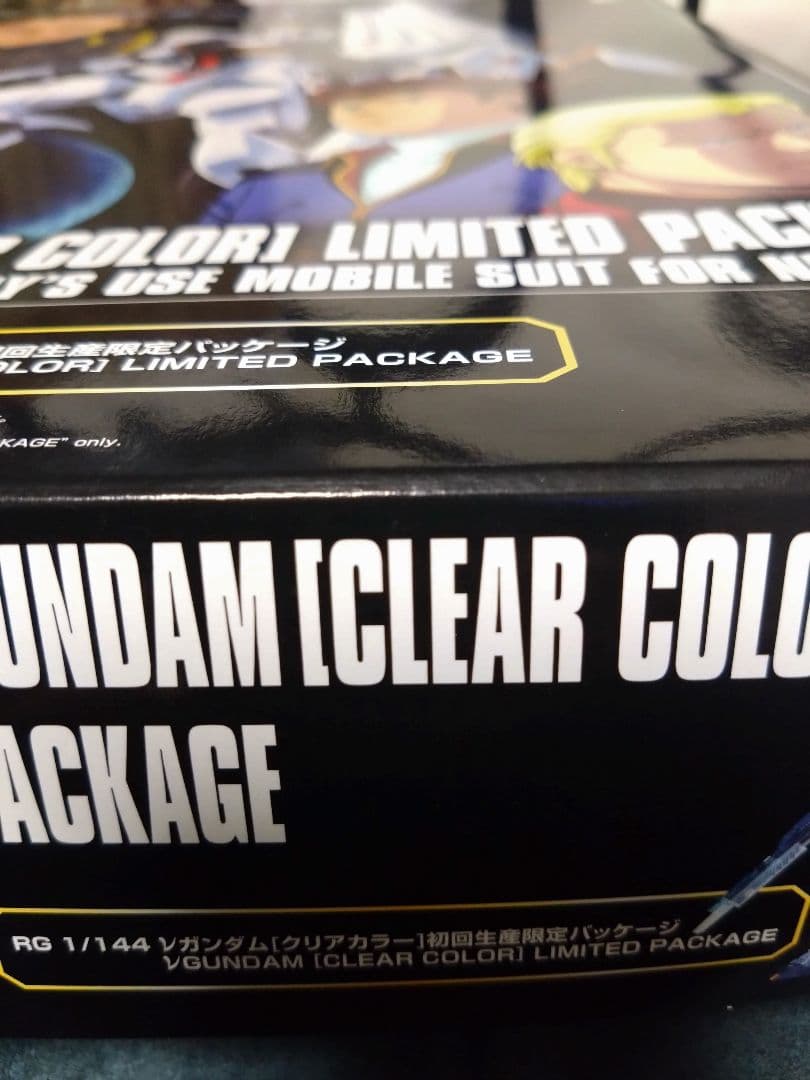 COLOR] LIMITED PACK
Y'S USE MOBILE SUIT FOR N
初回生産限定パッケージ
OLOR] LIMITED PACKAGE
KAGE" only.
UNDAM [CLEAR COLO
ACKAGE
RG 1/144 νガンダム[クリアカラー]初回生産限定パッケージ
νGUNDAM [CLEAR COLOR] LIMITED PACKAGE